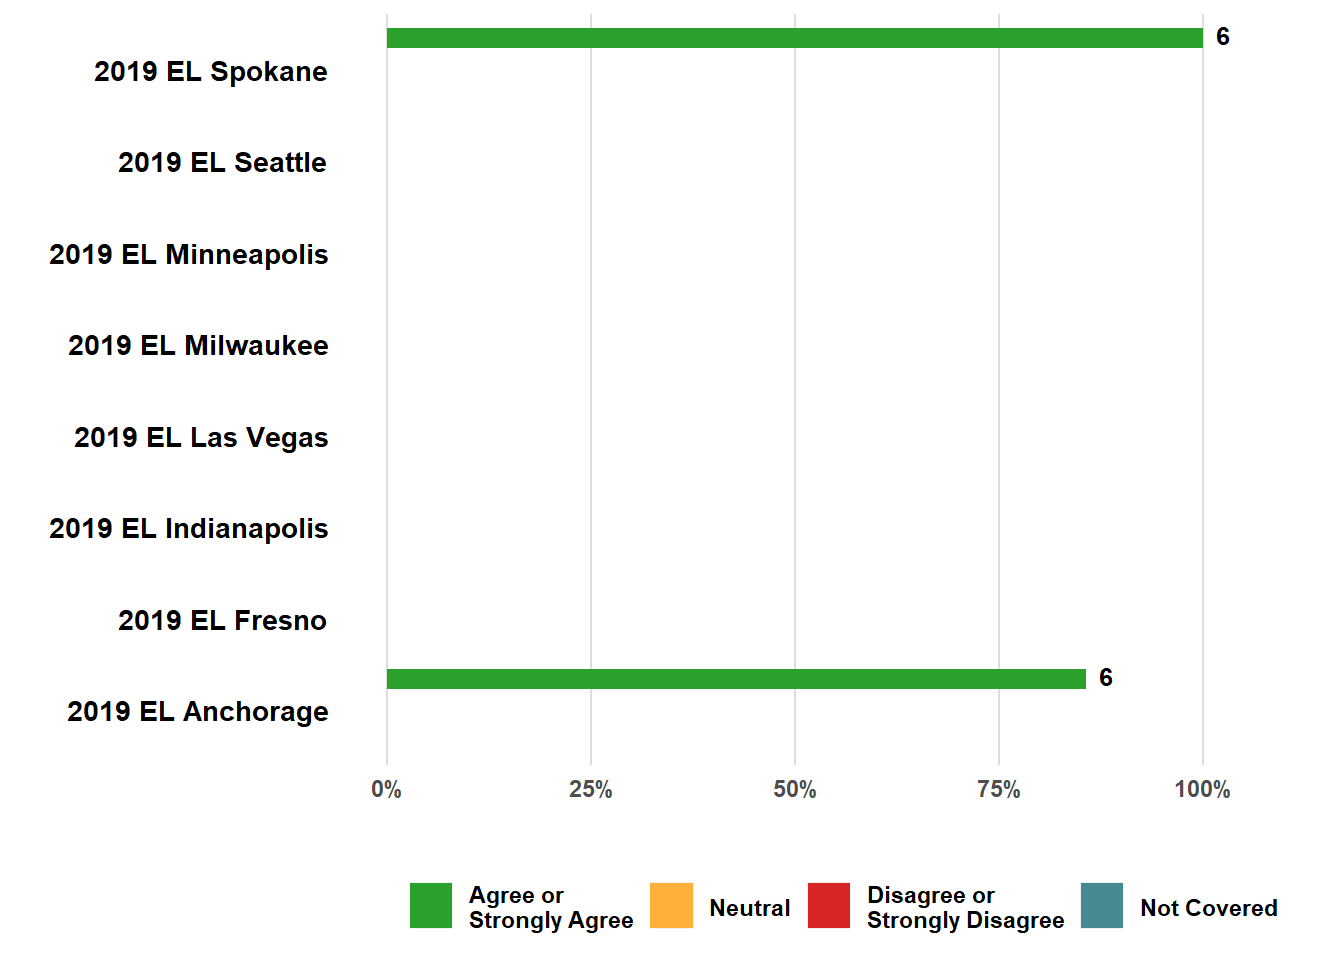 6
2019 EL Spokane
2019 EL Seattle
2019 EL Minneapolis
2019 EL Milwaukee
2019 EL Las Vegas
2019 EL Indianapolis
2019 EL Fresno
6
2019 EL Anchorage
0% 25% 50% 75% 100%
Agree or
Strongly Agree
Neutral
Disagree or
Strongly Disagree
Not Covered